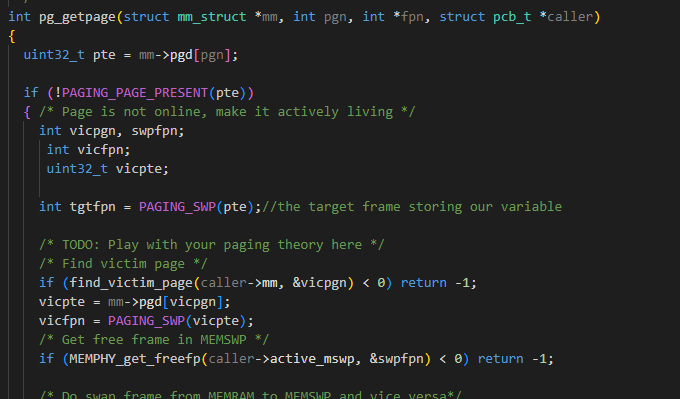 int pg_getpage(struct mm_struct *mm, int pgn, int *fpn, struct pcb_t *caller)
{
  uint32_t pte = mm->pgd[pgn];

  if (!PAGING_PAGE_PRESENT(pte))
  { /* Page is not online, make it actively living */
    int vicpgn, swpfpn;
     int vicfpn;
     uint32_t vicpte;

    int tgtfpn = PAGING_SWP(pte);//the target frame storing our variable

    /* TODO: Play with your paging theory here */
    /* Find victim page */
    if (find_victim_page(caller->mm, &vicpgn) < 0) return -1;
    vicpte = mm->pgd[vicpgn];
    vicfpn = PAGING_SWP(vicpte);
    /* Get free frame in MEMSWP */
    if (MEMPHY_get_freefp(caller->active_mswp, &swpfpn) < 0) return -1;

    /* Do swap frame from MEMRAM to MEMSWP and vice versa*/